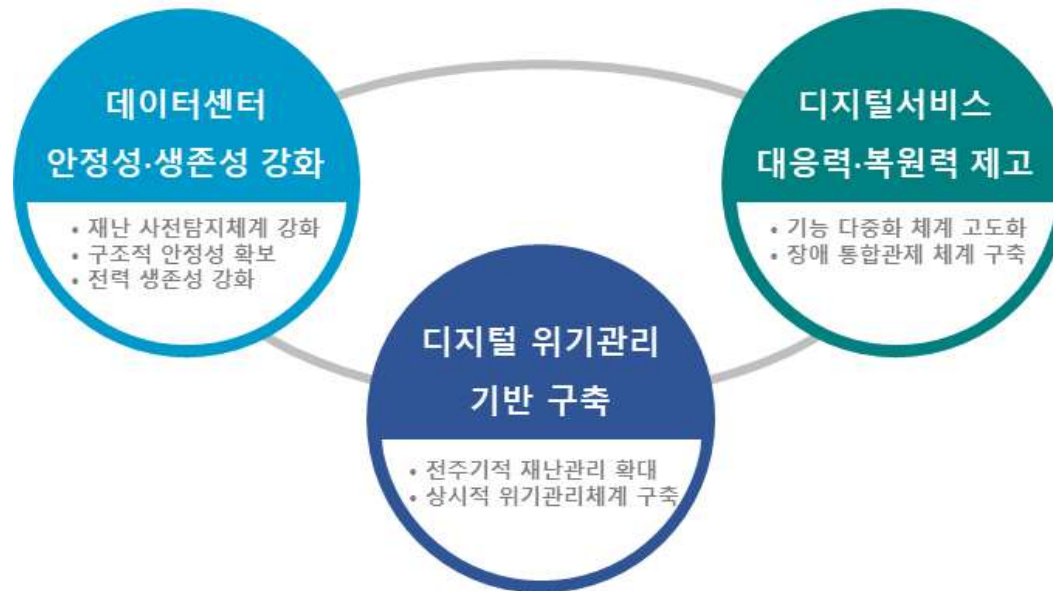 데이터센터
안정성·생존성 강화
• 재난 사전탐지체계 강화
• 구조적 안정성 확보
• 전력 생존성 강화
디지털서비스
대응력·복원력 제고
• 기능 다중화 체계 고도화
• 장애 통합관제 체계 구축
디지털 위기관리
기반 구축
• 전주기적 재난관리 확대
• 상시적 위기관리체계 구축